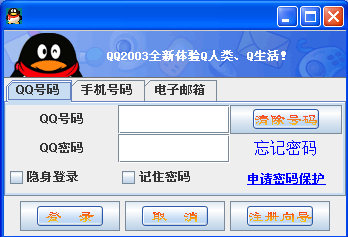 QQ2003全新体验Q人类、Q生活!
QQ号码 手机号码 电子邮箱
QQ号码 清除号码
QQ密码 忘记密码
隐身登录 记住密码 申请密码保护
登 录 取 消 注册向导